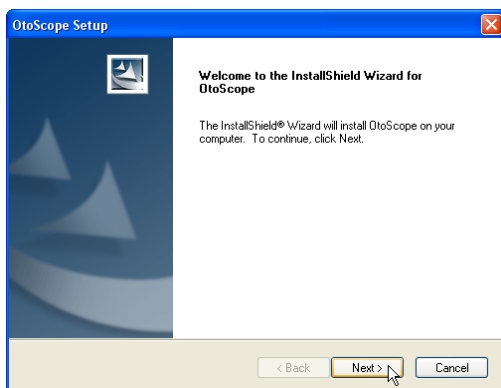 OtoScope Setup
Welcome to the InstallShield Wizard for
OtoScope
The InstallShield® Wizard will install OtoScope on your
computer. To continue, click Next.
< Back
Next >
Cancel